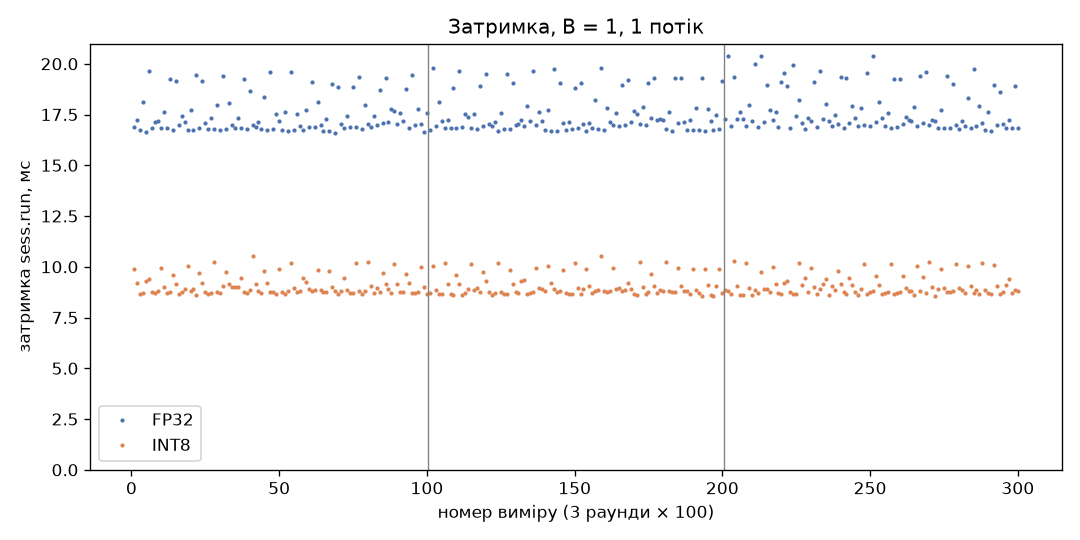 Затримка, B = 1, 1 потік
затримка sess.run, мс
20.0
17.5
15.0
12.5
10.0
7.5
5.0
2.5
0.0
FP32
INT8
0 50 100 150 200 250 300
номер виміру (3 раунди × 100)